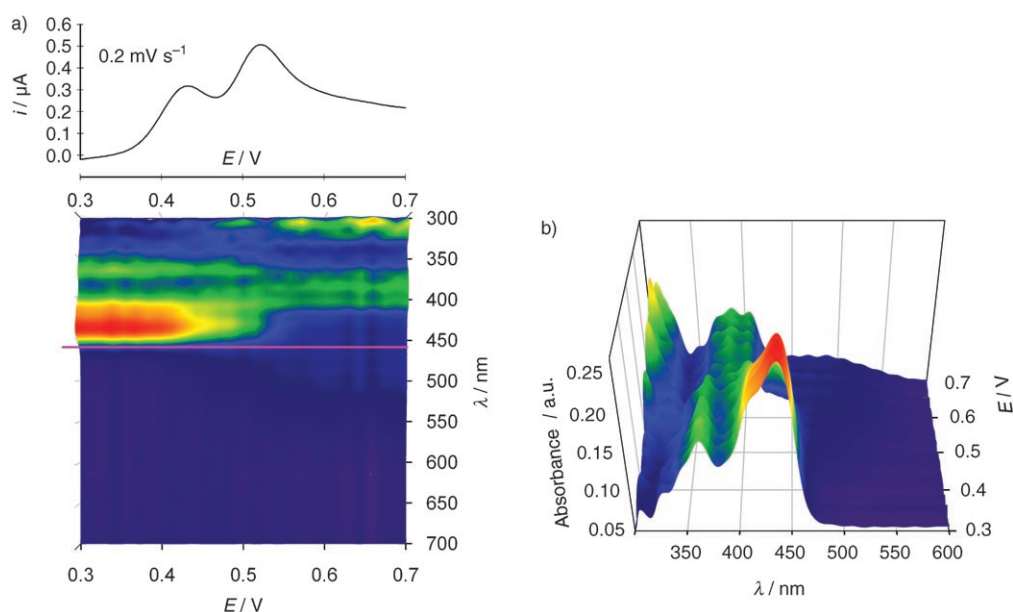 a)
0.6
0.5
0.4
0.3
0.2
0.1
0.0
i / µA
0.2 mV s⁻¹
E / V
0.3 0.4 0.5 0.6 0.7
300
350
400
450
500
550
600
650
700
λ / nm
0.3 0.4 0.5 0.6 0.7
E / V
b)
0.25
0.20
0.15
0.10
0.05
Absorbance / a.u.
0.7
0.6
0.5
0.4
0.3
E / V
350 400 450 500 550 600
λ / nm